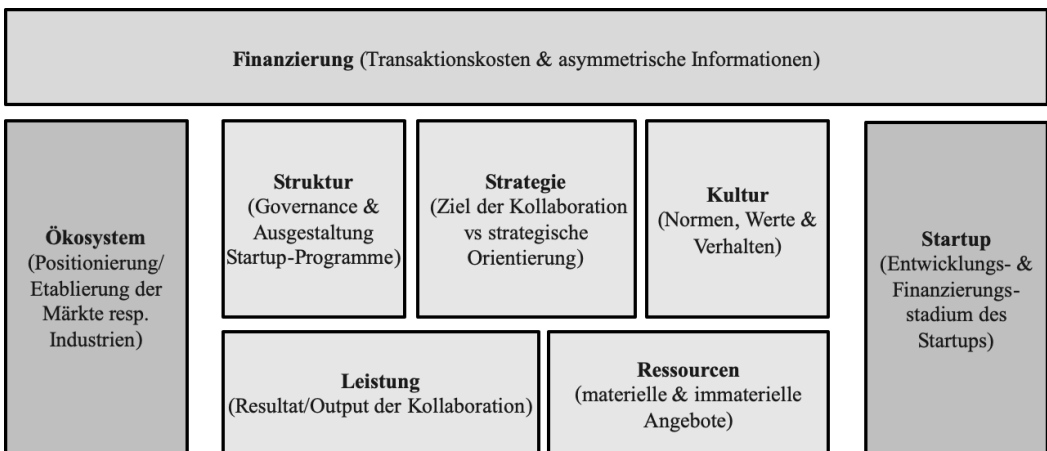 Finanzierung (Transaktionskosten & asymmetrische Informationen)
Ökosystem
(Positionierung/
Etablierung der
Märkte resp.
Industrien)
Struktur
(Governance &
Ausgestaltung
Startup-Programme)
Strategie
(Ziel der Kollaboration
vs strategische
Orientierung)
Kultur
(Normen, Werte &
Verhalten)
Startup
(Entwicklungs- &
Finanzierungs-
stadium des
Startups)
Leistung
(Resultat/Output der Kollaboration)
Ressourcen
(materielle & immaterielle
Angebote)